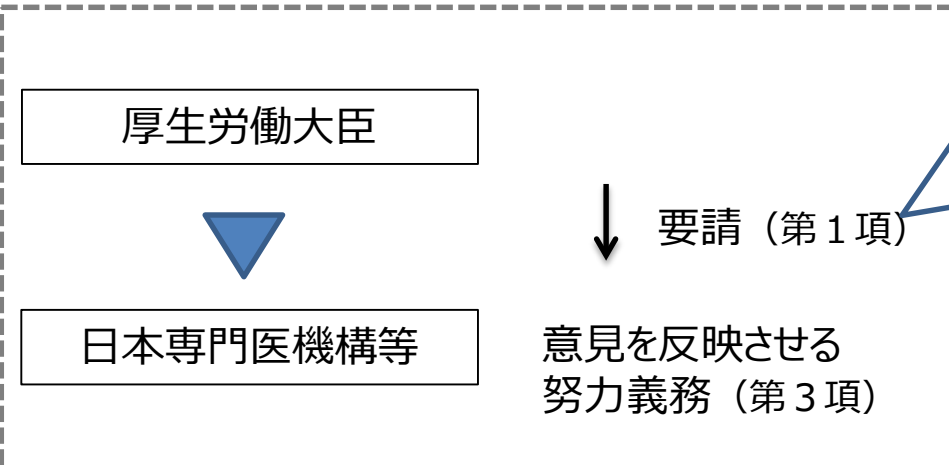 厚生労働大臣
要請（第１項）
日本専門医機構等
意見を反映させる
努力義務（第３項）